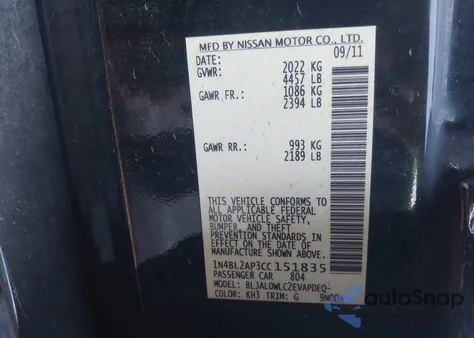 MFD BY NISSAN MOTOR CO., LTD.
DATE: 09/11
GVWR: 2022 KG
4457 LB
GAWR FR.: 1086 KG
2394 LB
GAWR RR.: 993 KG
2189 LB
THIS VEHICLE CONFORMS TO
ALL APPLICABLE FEDERAL
MOTOR VEHICLE SAFETY,
BUMPER, AND THEFT
PREVENTION STANDARDS IN
EFFECT ON THE DATE OF
MANUFACTURE SHOWN ABOVE.
1N4BL2AP3CC151835
PASSENGER CAR 804
MODEL: BLJALDWLC2EVAPDEQ-
COLOR: KH3 TRIM: G
autoSnap